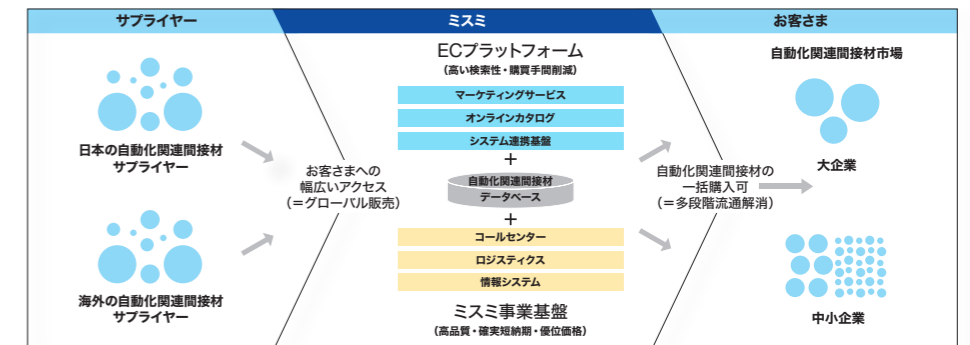 サプライヤー
ミスミ
お客さま
日本の自動化関連間接材
サプライヤー
海外の自動化関連間接材
サプライヤー
お客さまへの
幅広いアクセス
(=グローバル販売)
ECプラットフォーム
(高い検索性・購買手間削減)
マーケティングサービス
オンラインカタログ
システム連携基盤
+
自動化関連間接材
データベース
+
コールセンター
ロジスティクス
情報システム
ミスミ事業基盤
(高品質・確実短納期・優位価格)
自動化関連間接材の
一括購入可
(=多段階流通解消)
自動化関連間接材市場
大企業
中小企業